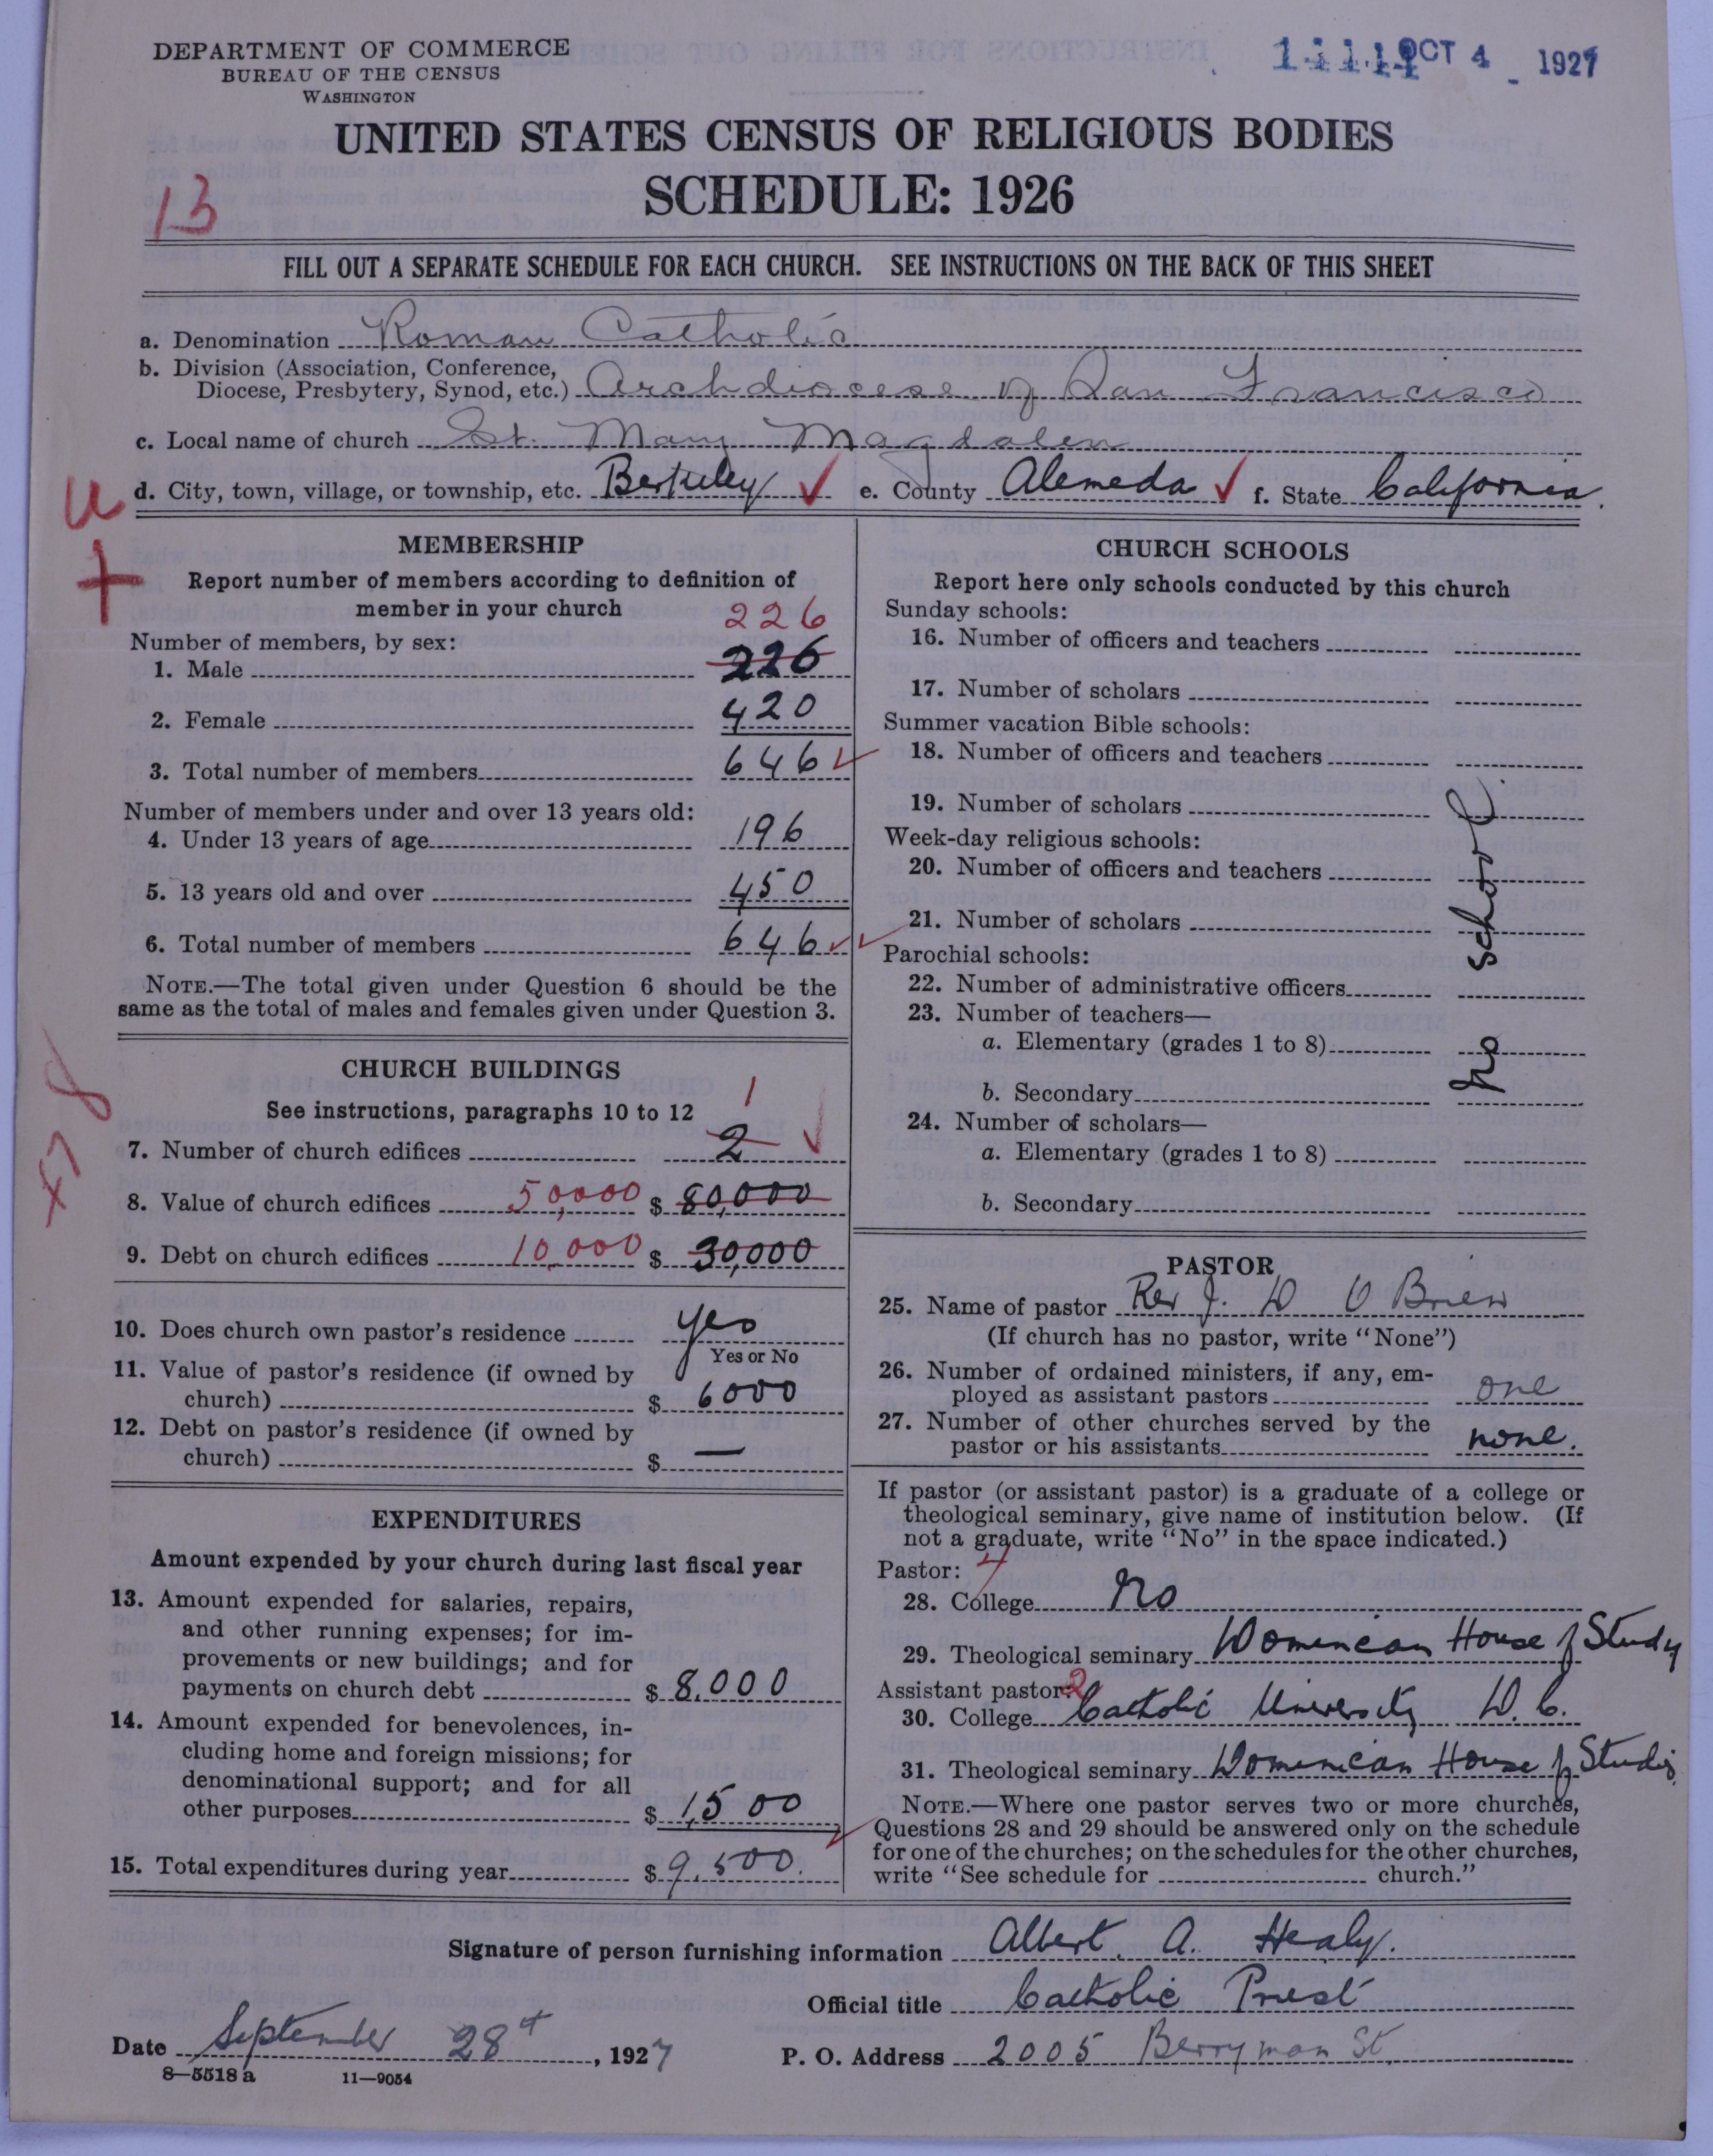 DEPARTMENT OF COMMERCE
BUREAU OF THE CENSUS
WASHINGTON
OCT 4 1927
UNITED STATES CENSUS OF RELIGIOUS BODIES
SCHEDULE: 1926
13
FILL OUT A SEPARATE SCHEDULE FOR EACH CHURCH. SEE INSTRUCTIONS ON THE BACK OF THIS SHEET
a. Denomination Roman Catholic
b. Division (Association, Conference,
Diocese, Presbytery, Synod, etc.) Archdiocese of San Francisco
c. Local name of church St. Mary Magdalen
d. City, town, village, or township, etc. Berkeley e. County Alemeda f. State California.
MEMBERSHIP
Report number of members according to definition of
member in your church
226
Number of members, by sex:
1. Male 226
2. Female 420
3. Total number of members 646
Number of members under and over 13 years old:
4. Under 13 years of age 196
5. 13 years old and over 450
6. Total number of members 646
NOTE.—The total given under Question 6 should be the
same as the total of males and females given under Question 3.
CHURCH BUILDINGS
See instructions, paragraphs 10 to 12
1
7. Number of church edifices 2
8. Value of church edifices 50,000 $ 80,000
9. Debt on church edifices 10,000 $ 30,000
10. Does church own pastor's residence yes
Yes or No
11. Value of pastor's residence (if owned by
church) $ 6000
12. Debt on pastor's residence (if owned by
church) $ —
EXPENDITURES
Amount expended by your church during last fiscal year
13. Amount expended for salaries, repairs,
and other running expenses; for im-
provements or new buildings; and for
payments on church debt $ 8,000
14. Amount expended for benevolences, in-
cluding home and foreign missions; for
denominational support; and for all
other purposes $ 1,500
15. Total expenditures during year $ 9,500.
CHURCH SCHOOLS
Report here only schools conducted by this church
Sunday schools:
16. Number of officers and teachers
17. Number of scholars
Summer vacation Bible schools:
18. Number of officers and teachers
19. Number of scholars
Week-day religious schools:
20. Number of officers and teachers
21. Number of scholars
Parochial schools:
22. Number of administrative officers
23. Number of teachers—
a. Elementary (grades 1 to 8)
b. Secondary
24. Number of scholars—
a. Elementary (grades 1 to 8)
b. Secondary
No school
PASTOR
25. Name of pastor Rev J. D O Brien
(If church has no pastor, write "None")
26. Number of ordained ministers, if any, em-
ployed as assistant pastors one
27. Number of other churches served by the
pastor or his assistants none.
If pastor (or assistant pastor) is a graduate of a college or
theological seminary, give name of institution below. (If
not a graduate, write "No" in the space indicated.)
Pastor: 4
28. College No
29. Theological seminary Domenican House of Study
Assistant pastor: 2
30. College Catholic University D. C.
31. Theological seminary Domenican House of Studis
NOTE.—Where one pastor serves two or more churches,
Questions 28 and 29 should be answered only on the schedule
for one of the churches; on the schedules for the other churches,
write "See schedule for church."
Signature of person furnishing information Albert. A. Healy.
Official title Catholic Priest
Date September 28th, 1927 P. O. Address 2005 Berryman St.
8—5518 a 11—9054